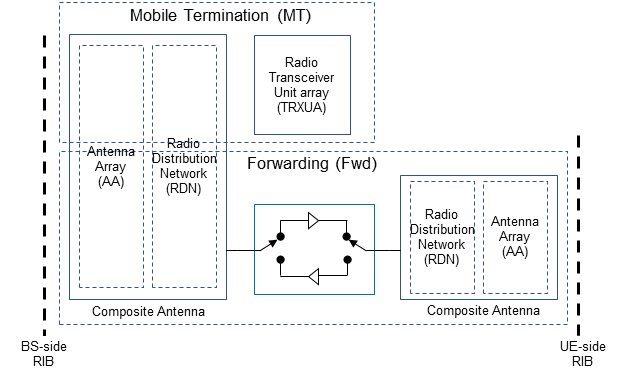 Mobile Termination (MT)
Radio
Transceiver
Unit array
(TRXUA)
Antenna
Array
(AA)
Radio
Distribution
Network
(RDN)
Forwarding (Fwd)
Radio
Distribution
Network
(RDN)
Antenna
Array
(AA)
Composite Antenna
Composite Antenna
BS-side
RIB
UE-side
RIB